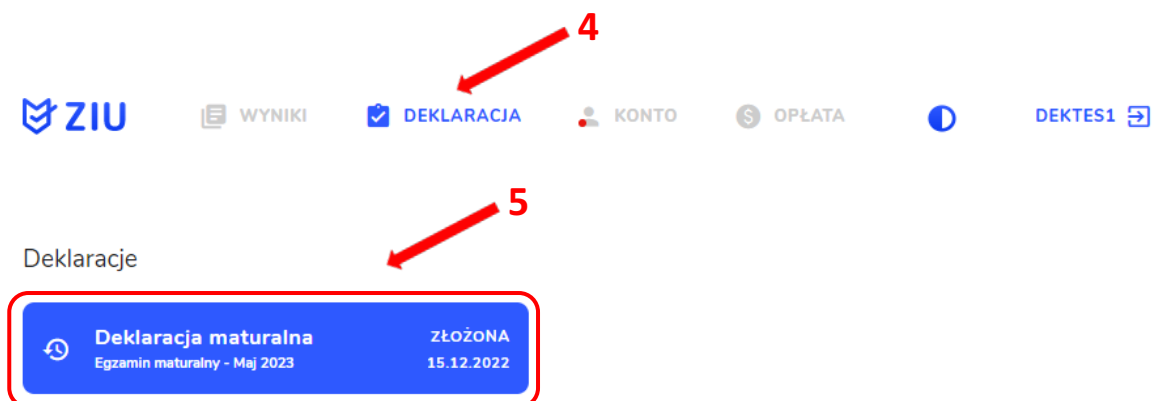 4
ZIU WYNIKI DEKLARACJA KONTO OPŁATA DEKTES1
5
Deklaracje
Deklaracja maturalna ZŁOŻONA
Egzamin maturalny - Maj 2023 15.12.2022